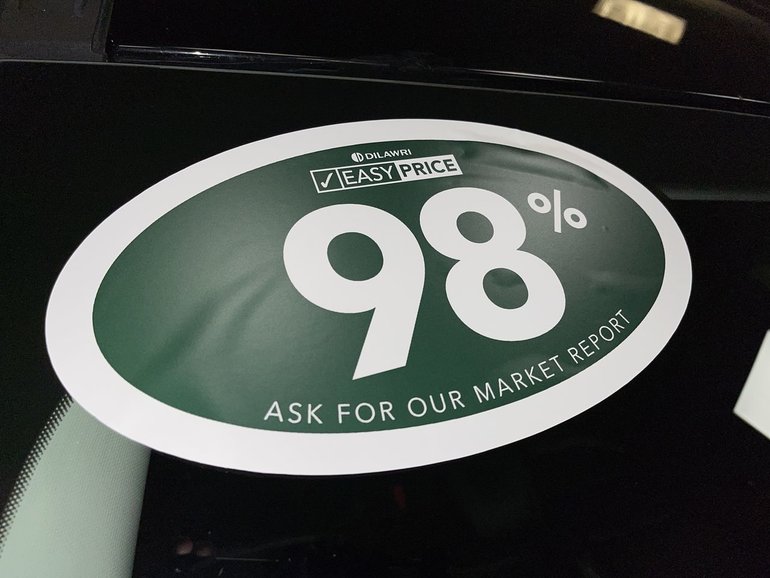 DILAWRI
✓ EASY PRICE
98%
ASK FOR OUR MARKET REPORT